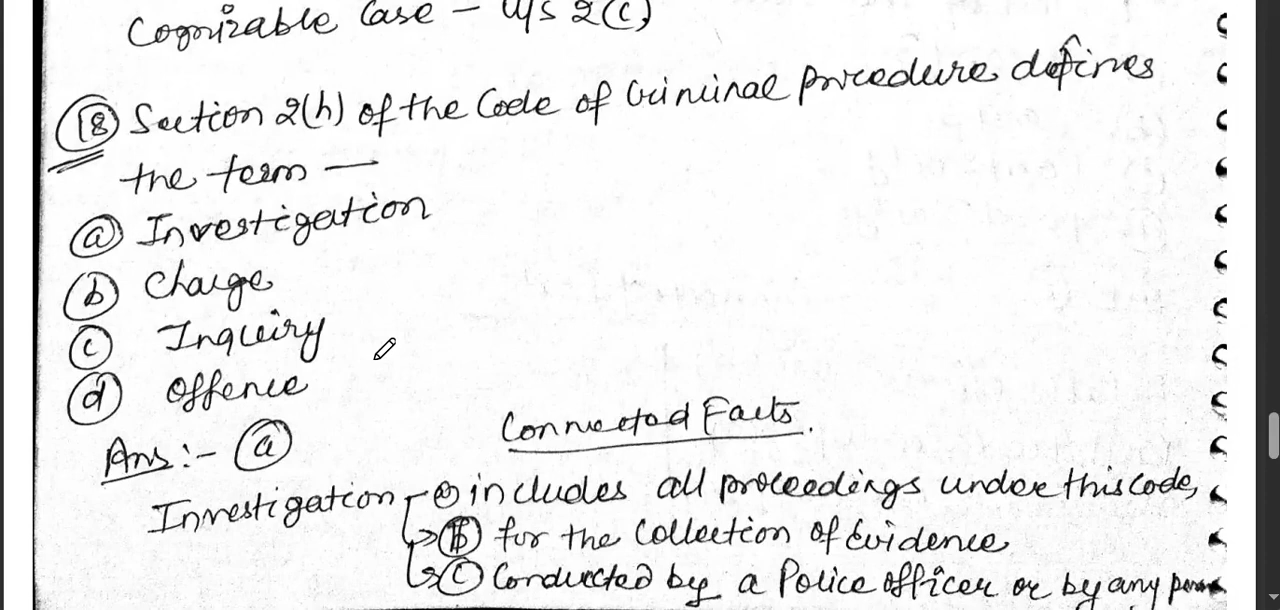 Cognizable Case – u/s 2(c)
(18) Section 2(h) of the Code of Criminal Procedure defines
the term —
(a) Investigation
(b) Charge
(c) Inquiry
(d) Offence
Ans:- (a)
Connected Facts.
Investigation → (a) includes all proceedings under this code,
→ (B) for the Collection of Evidence
→ (C) Conducted by a Police officer or by any